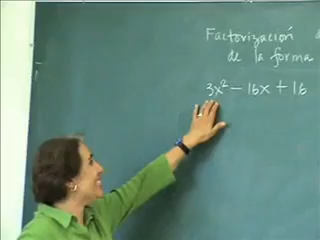 Factorización d
de la forma
3x² - 16x + 16